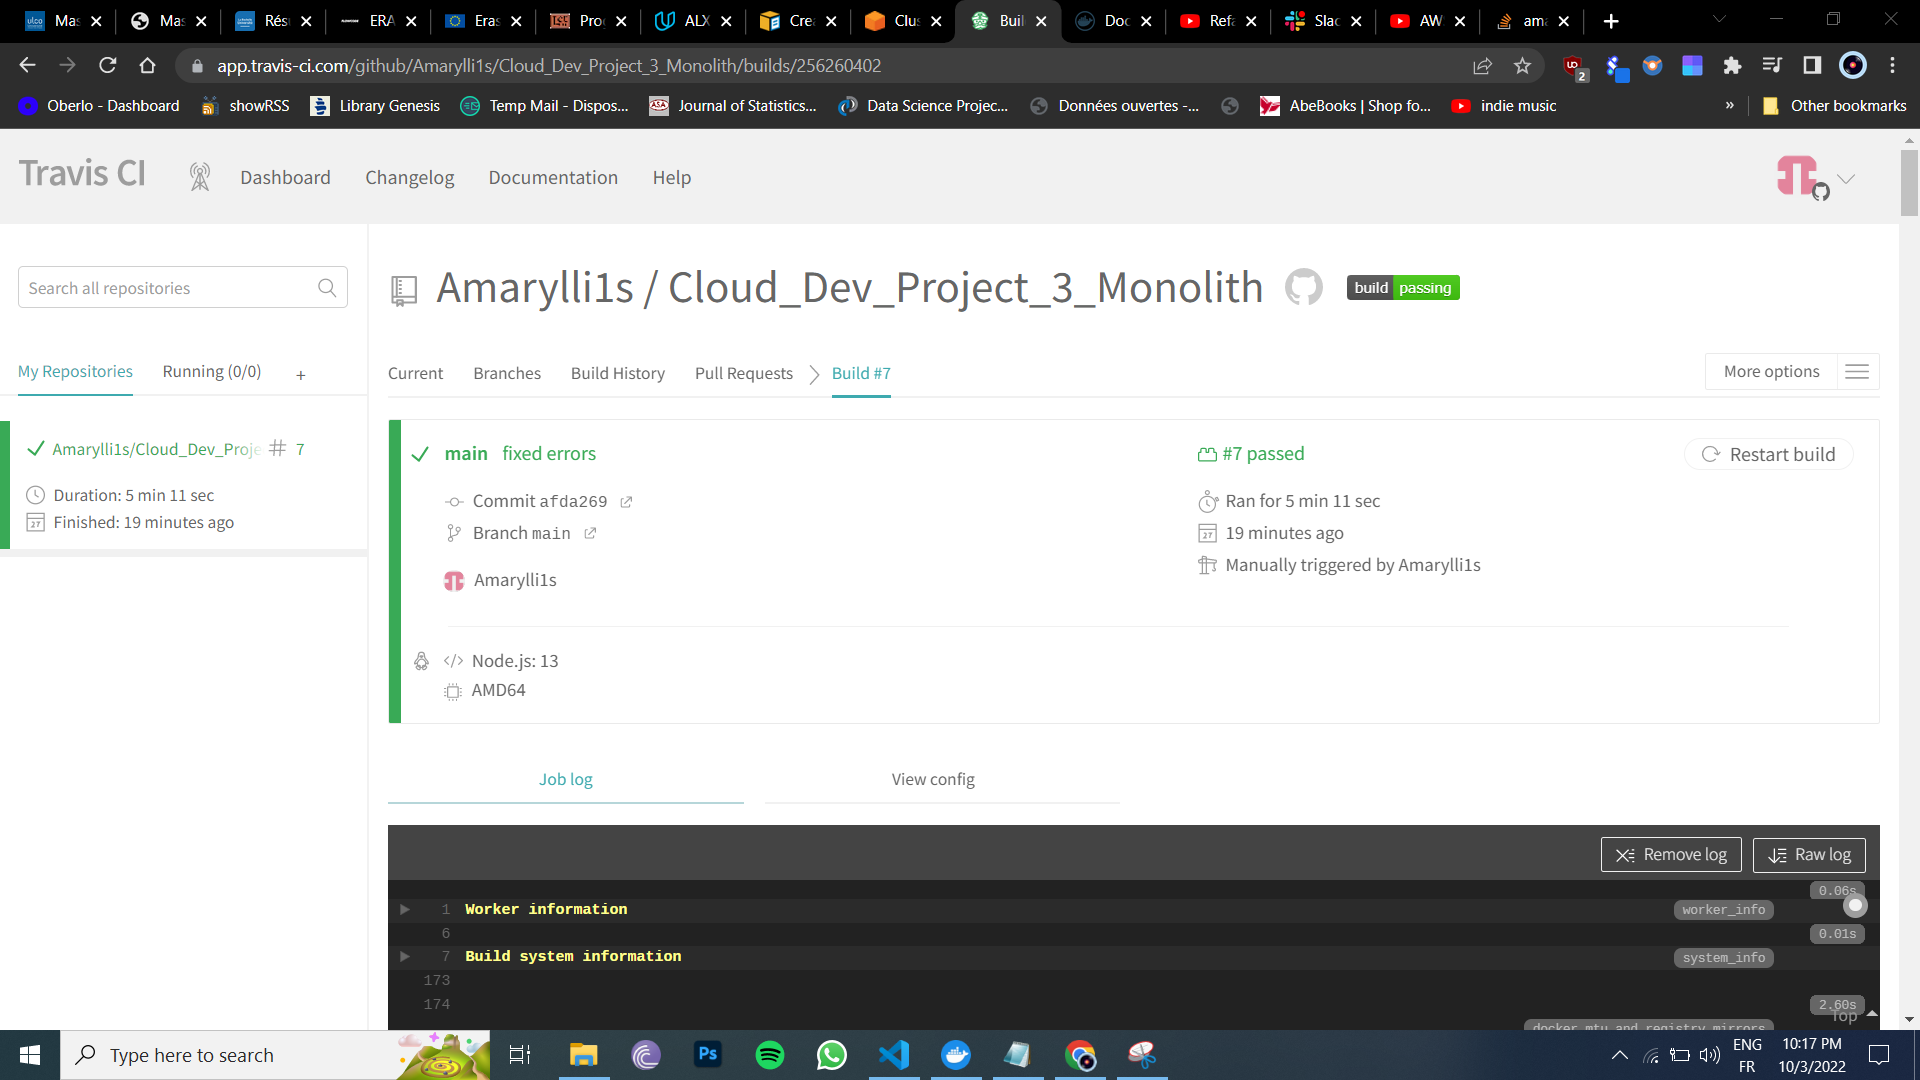 Mas
Mas
Rés
ERA
Eras
Pro
ALX
Crea
Clus
Buil
Doc
Refa
Slac
AW
ama
app.travis-ci.com/github/Amarylli1s/Cloud_Dev_Project_3_Monolith/builds/256260402
2
Oberlo - Dashboard
showRSS
Library Genesis
Temp Mail - Dispos...
Journal of Statistics...
Data Science Projec...
Données ouvertes -...
AbeBooks | Shop fo...
indie music
»
Other bookmarks
Travis CI
Dashboard
Changelog
Documentation
Help
Search all repositories
Amarylli1s / Cloud_Dev_Project_3_Monolith
build passing
My Repositories
Running (0/0)
+
Current
Branches
Build History
Pull Requests
Build #7
More options
Amarylli1s/Cloud_Dev_Proje # 7
Duration: 5 min 11 sec
Finished: 19 minutes ago
main fixed errors
Commit afda269
Branch main
Amarylli1s
#7 passed
Ran for 5 min 11 sec
19 minutes ago
Manually triggered by Amarylli1s
Restart build
Node.js: 13
AMD64
Job log
View config
Remove log
Raw log
0.06s
1 Worker information worker_info
6
0.01s
7 Build system information system_info
173
174
2.60s
docker_mtu_and_registry_mirrors
Top
Type here to search
Ps
ENG
FR
10:17 PM
10/3/2022